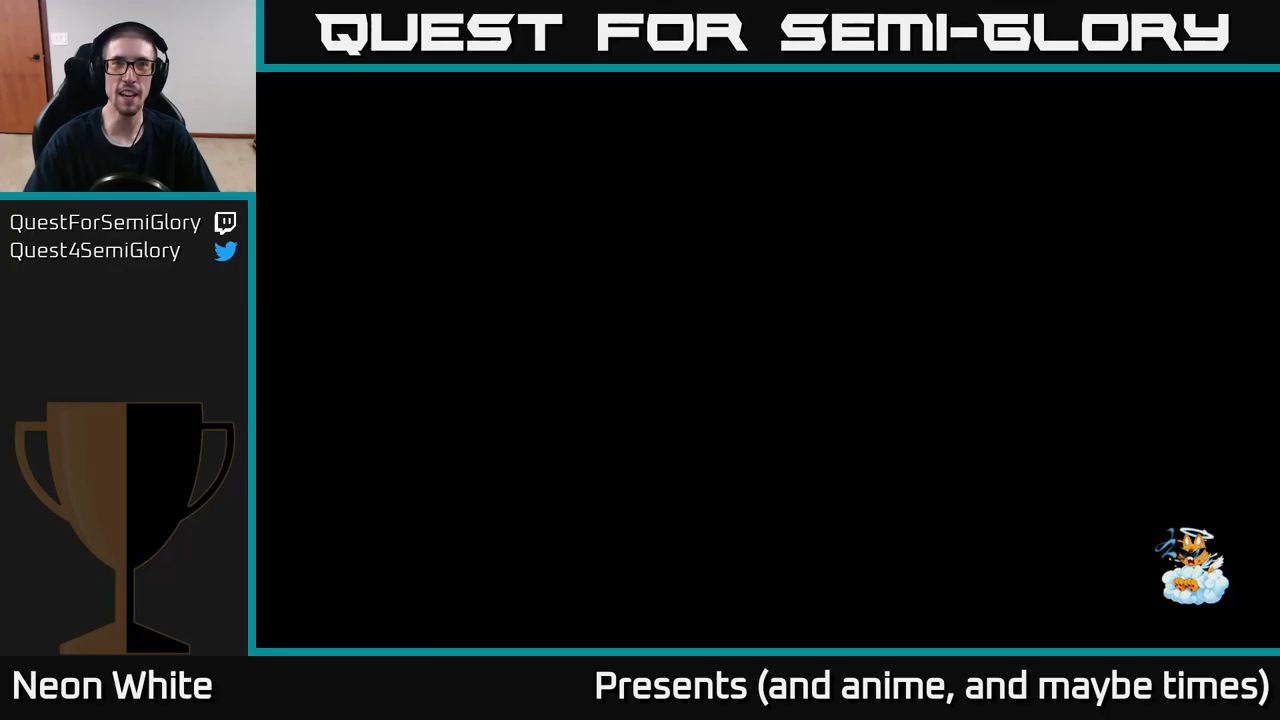 QUEST FOR SEMI-GLORY
QuestForSemiGlory
Quest4SemiGlory
Neon White
Presents (and anime, and maybe times)